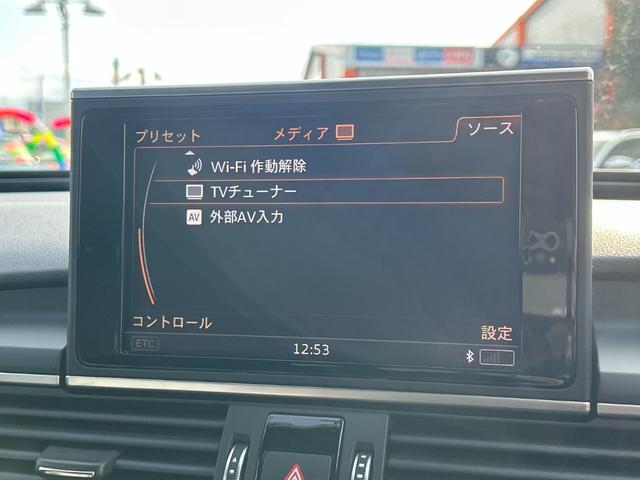 プリセット メディア ソース
Wi-Fi 作動解除
TVチューナー
AV 外部AV入力
コントロール 設定
ETC 12:53